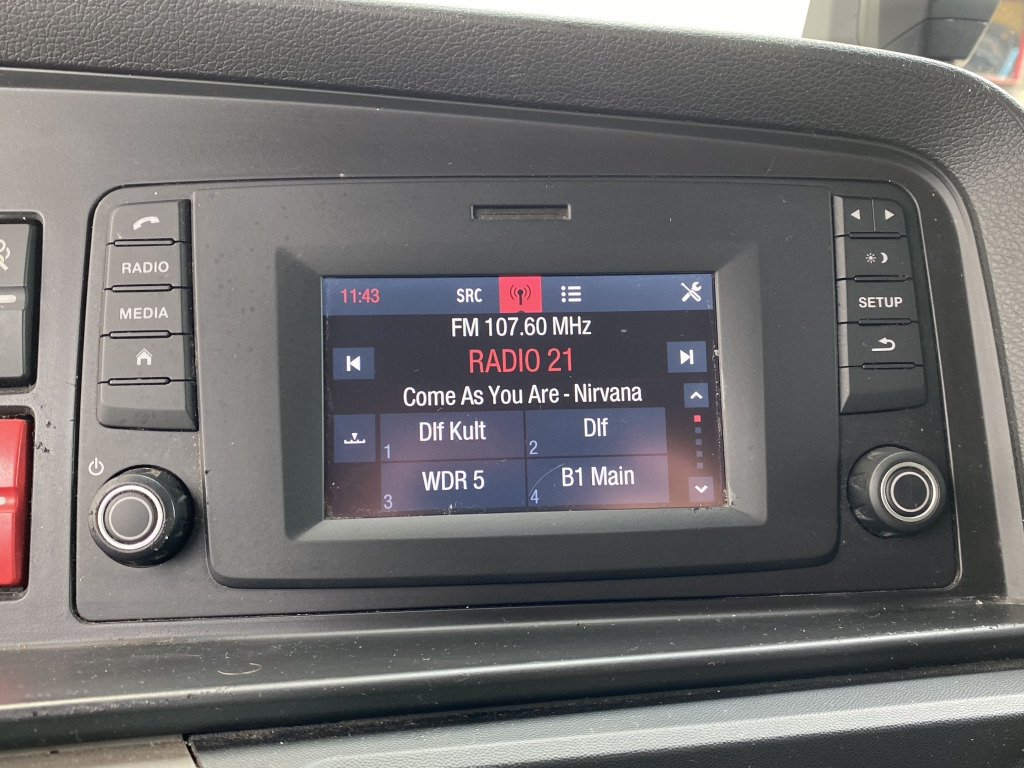 RADIO
MEDIA
SETUP
11:43 SRC
FM 107.60 MHz
RADIO 21
Come As You Are - Nirvana
1 Dlf Kult
2 Dlf
3 WDR 5
4 B1 Main